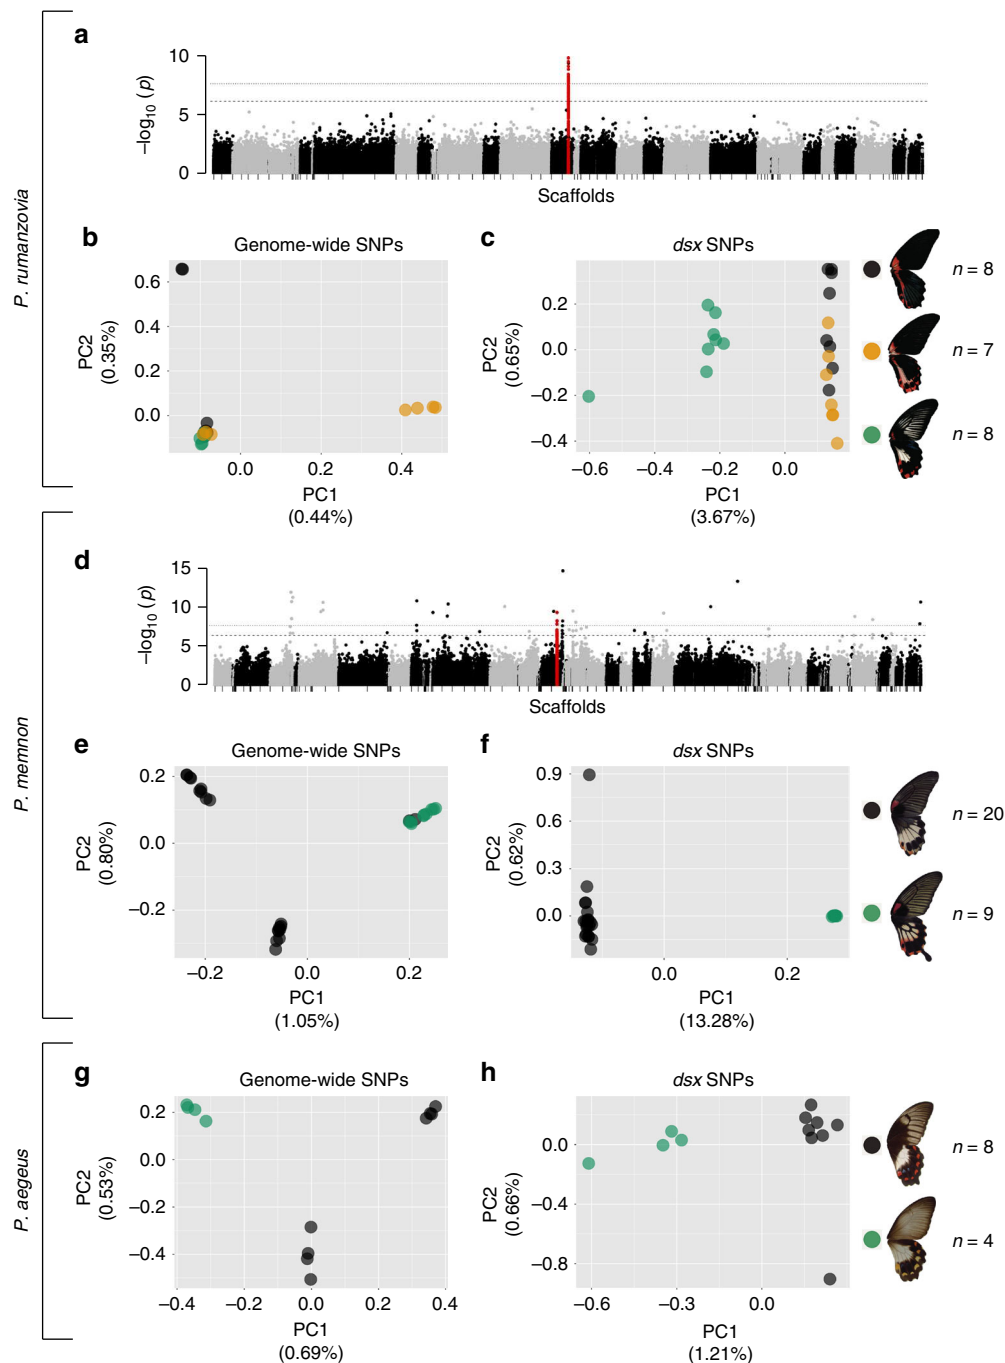 P. rumanzovia
a
–log10 (p)
10
5
0
Scaffolds
b
Genome-wide SNPs
PC2
(0.35%)
0.6
0.4
0.2
0.0
0.0
0.2
0.4
PC1
(0.44%)
c
dsx SNPs
PC2
(0.65%)
0.2
0.0
–0.2
–0.4
–0.6
–0.4
–0.2
0.0
PC1
(3.67%)
n = 8
n = 7
n = 8
P. memnon
d
–log10 (p)
15
10
5
0
Scaffolds
e
Genome-wide SNPs
PC2
(0.80%)
0.2
0.0
–0.2
–0.2
0.0
0.2
PC1
(1.05%)
f
dsx SNPs
PC2
(0.62%)
0.9
0.6
0.3
0.0
0.0
0.2
PC1
(13.28%)
n = 20
n = 9
P. aegeus
g
Genome-wide SNPs
PC2
(0.53%)
0.2
0.0
–0.2
–0.4
–0.4
–0.2
0.0
0.2
0.4
PC1
(0.69%)
h
dsx SNPs
PC2
(0.66%)
0.0
–0.4
–0.8
–0.6
–0.3
0.0
PC1
(1.21%)
n = 8
n = 4